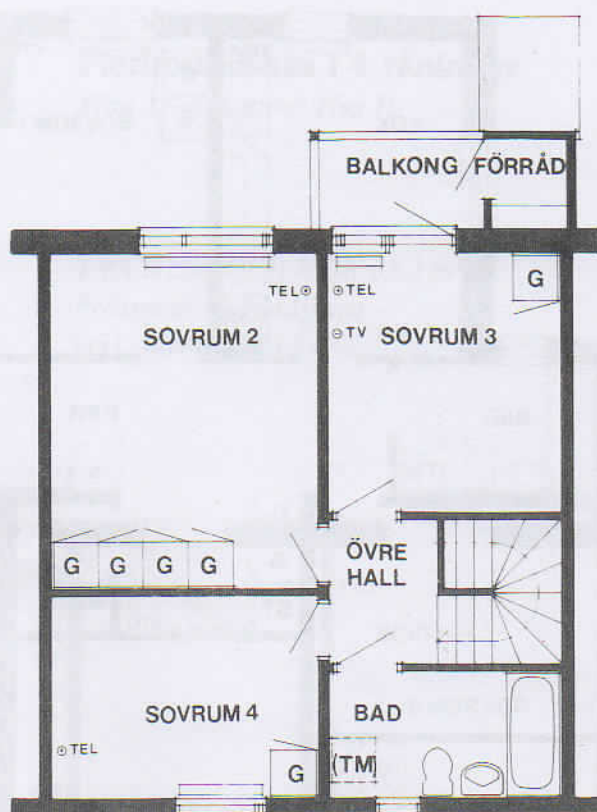 BALKONG FÖRRÅD
G
TEL TEL
SOVRUM 2
TV SOVRUM 3
G G G G
ÖVRE
HALL
SOVRUM 4
BAD
TEL
G
(TM)